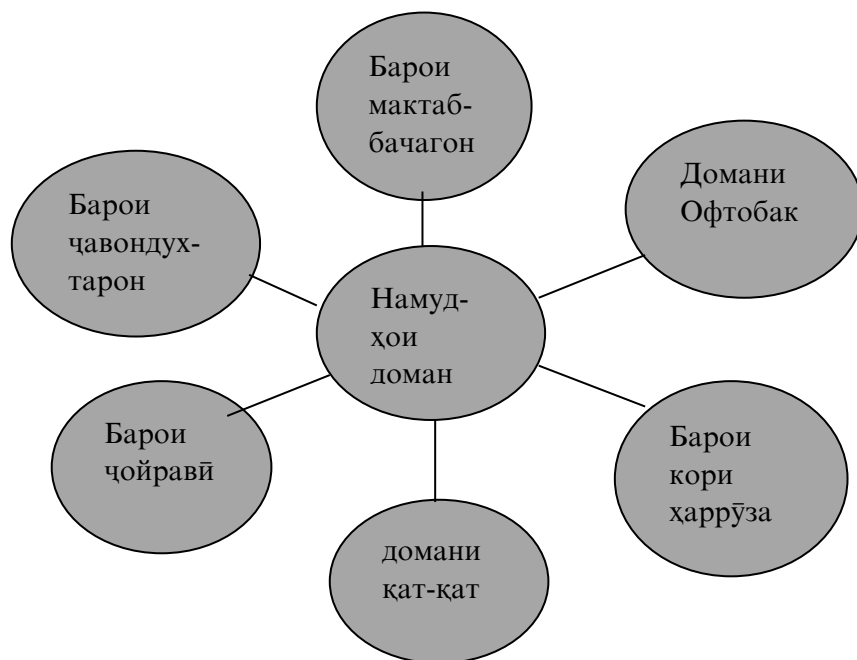 Барои
мактаб-
бачагон
Домани
Офтобак
Барои
ҷавондух-
тарон
Намуд-
ҳои
доман
Барои
ҷойравӣ
Барои
кори
ҳаррӯза
домани
қат-қат